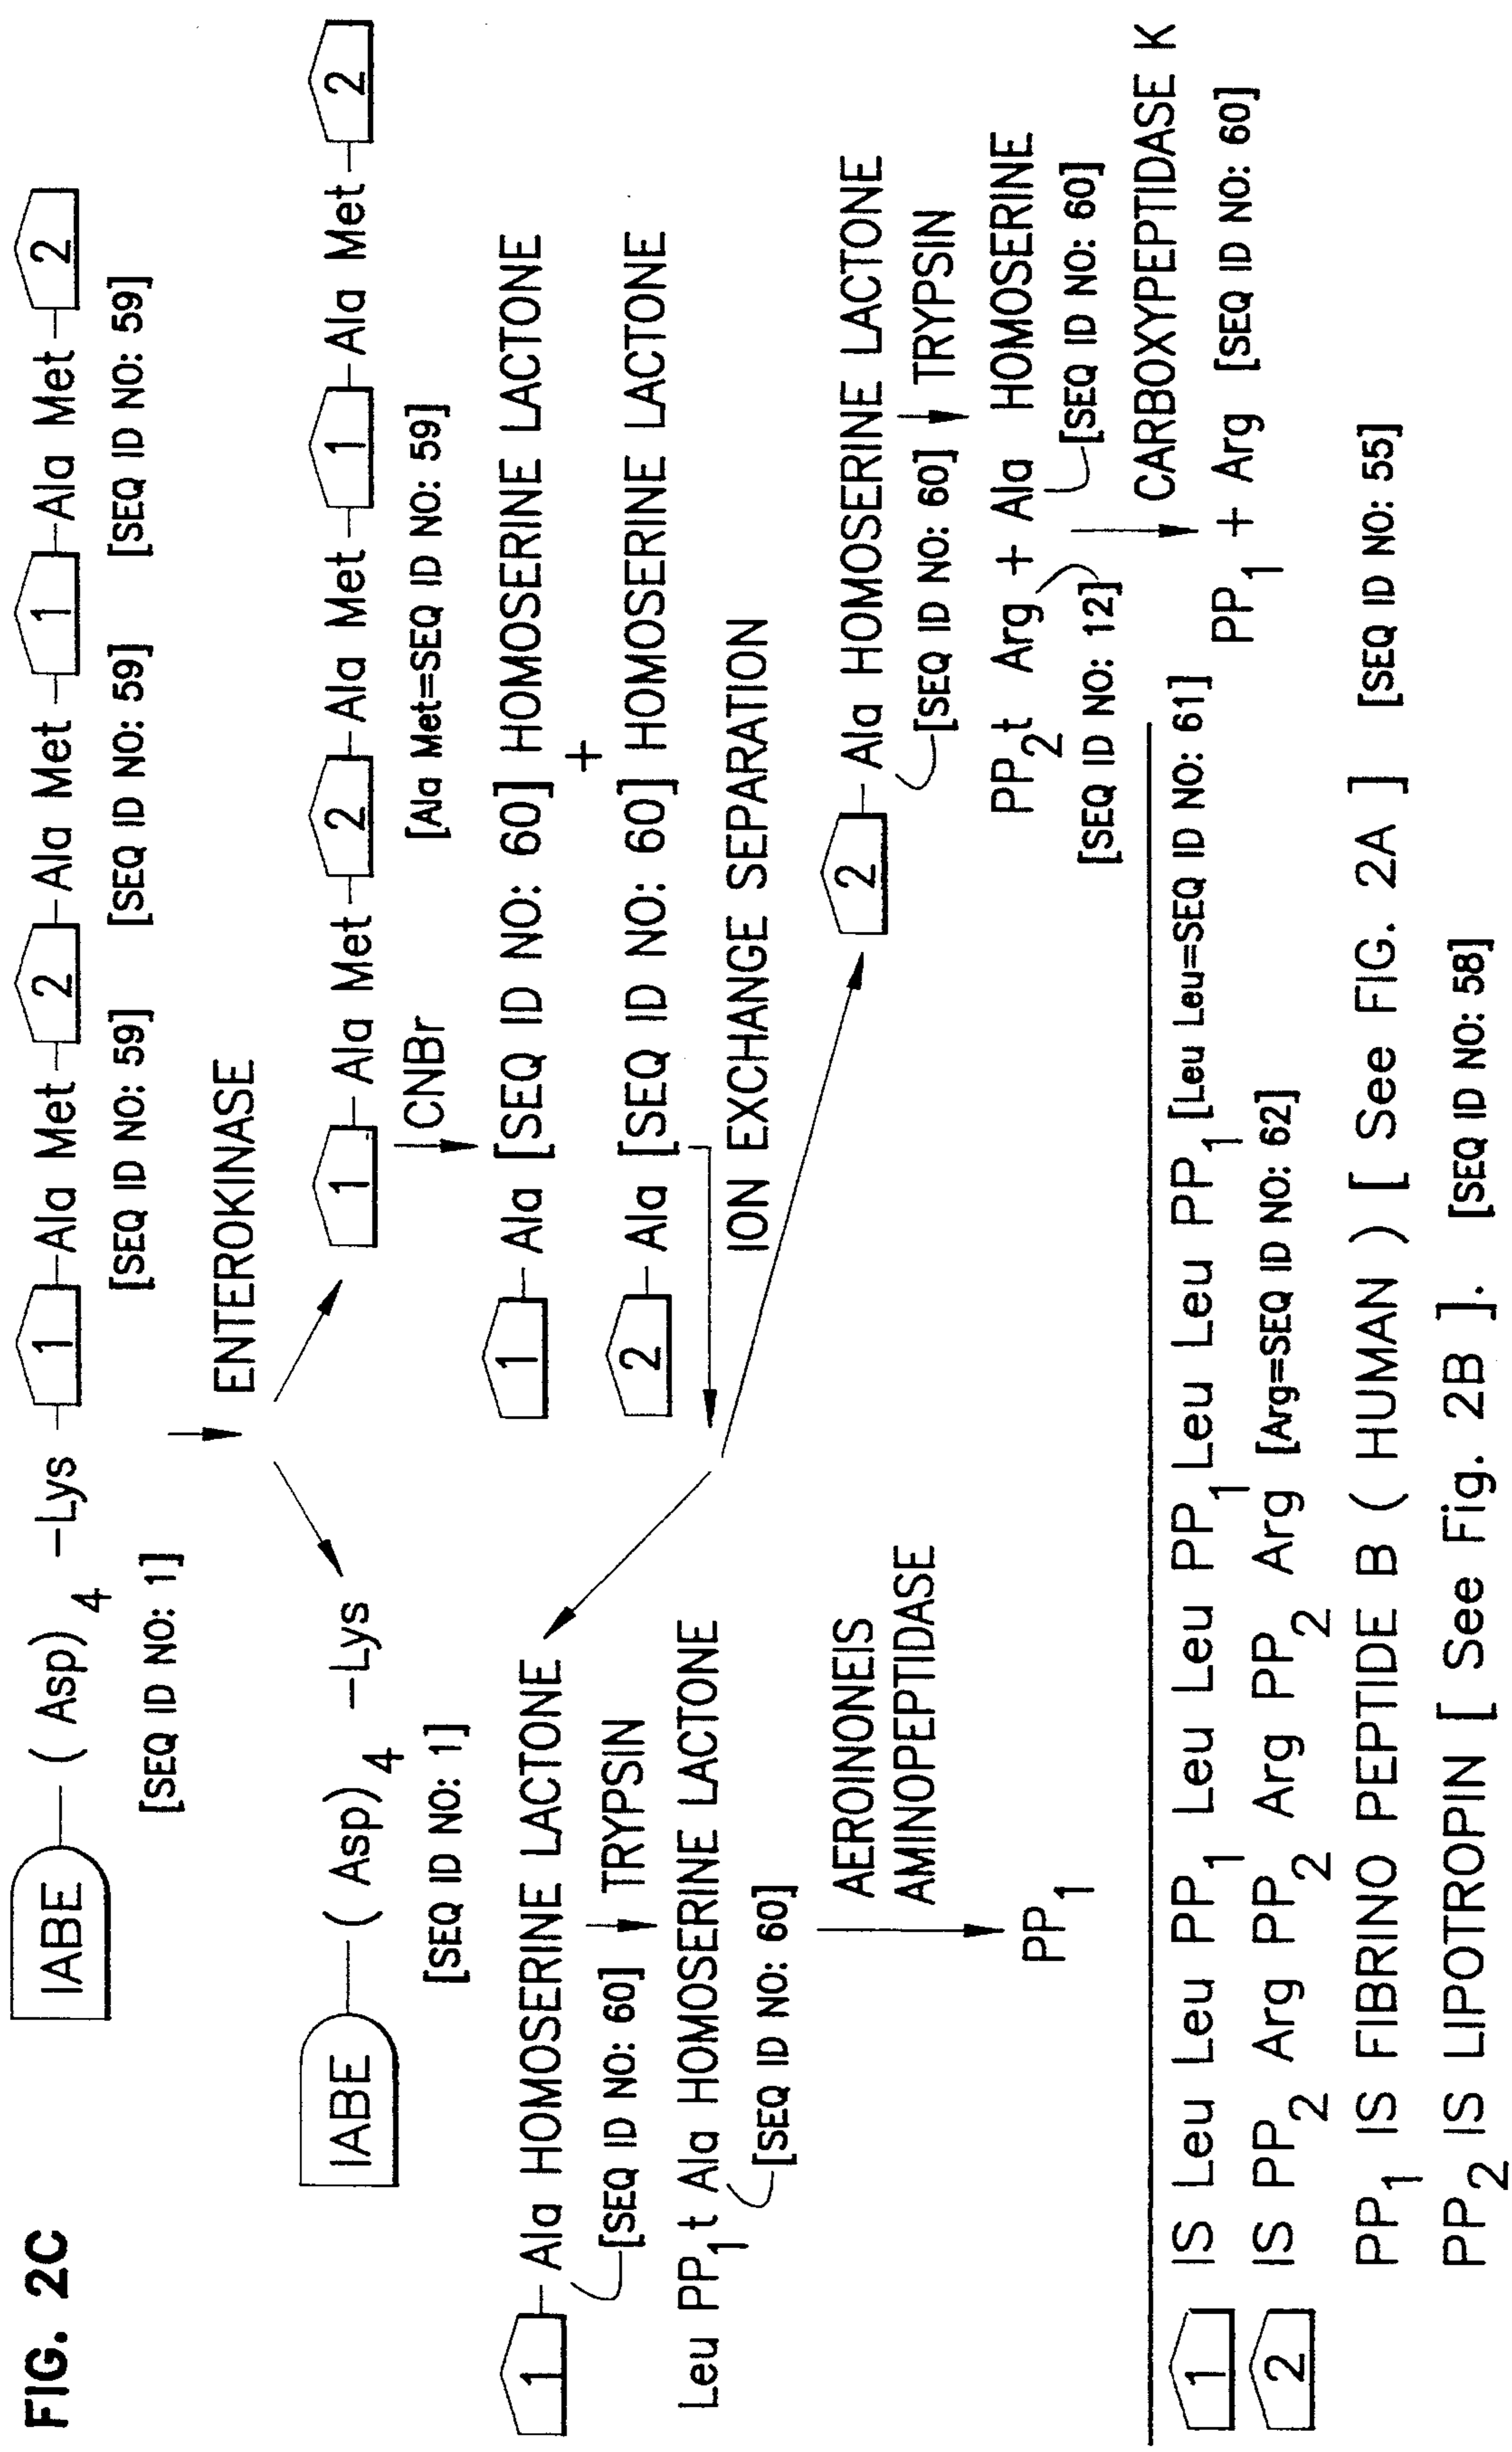 FIG. 2C
IABE — ( Asp)4 –Lys – 1 – Ala Met – 2 – Ala Met – 1 – Ala Met – 2
[SEQ ID NO: 1] [SEQ ID NO: 59] [SEQ ID NO: 59] [SEQ ID NO: 59]
ENTEROKINASE
IABE — ( Asp)4 –Lys
[SEQ ID NO: 1]
1 – Ala Met – 2 – Ala Met – 1 – Ala Met – 2
[Ala Met=SEQ ID NO: 59]
CNBr
1 – Ala [SEQ ID NO: 60] HOMOSERINE LACTONE
+
2 – Ala [SEQ ID NO: 60] HOMOSERINE LACTONE
ION EXCHANGE SEPARATION
1 – Ala HOMOSERINE LACTONE
[SEQ ID NO: 60] TRYPSIN
Leu PP1 t Ala HOMOSERINE LACTONE
[SEQ ID NO: 60]
AEROINONEIS
AMINOPEPTIDASE
PP1
2 – Ala HOMOSERINE LACTONE
[SEQ ID NO: 60] TRYPSIN
PP2 t Arg + Ala HOMOSERINE
[SEQ ID NO: 12] [SEQ ID NO: 60]
CARBOXYPEPTIDASE K
PP1 + Arg [SEQ ID NO: 60]
1 IS Leu Leu PP1 Leu Leu PP1 Leu Leu PP1 [Leu Leu=SEQ ID NO: 61]
2 IS PP2 Arg PP2 Arg PP2 Arg [Arg=SEQ ID NO: 62]
PP1 IS FIBRINO PEPTIDE B ( HUMAN ) [ See FIG. 2A ] [SEQ ID NO: 55]
PP2 IS LIPOTROPIN [ See Fig. 2B ]. [SEQ ID NO: 58]